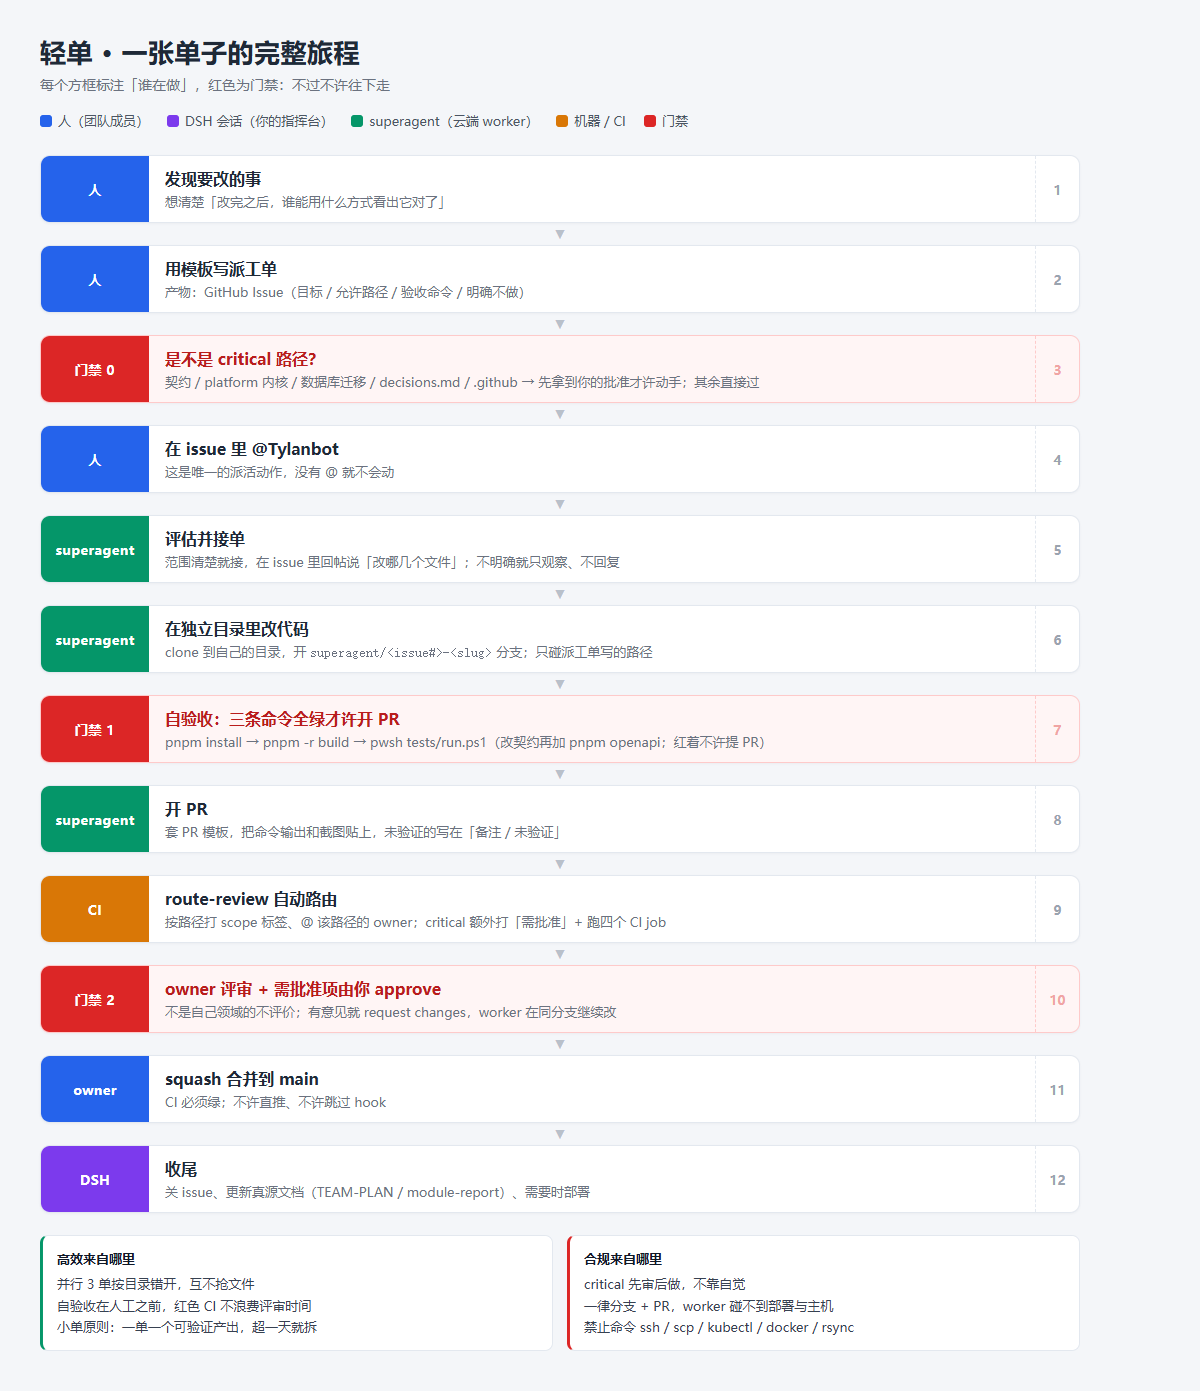 轻单 · 一张单子的完整旅程
每个方框标注「谁在做」，红色为门禁：不过不许往下走
人（团队成员） DSH 会话（你的指挥台） superagent（云端 worker） 机器 / CI 门禁
人
发现要改的事
想清楚「改完之后，谁能用什么方式看出它对了」
1
▼
人
用模板写派工单
产物：GitHub Issue（目标 / 允许路径 / 验收命令 / 明确不做）
2
▼
门禁 0
是不是 critical 路径？
契约 / platform 内核 / 数据库迁移 / decisions.md / .github → 先拿到你的批准才许动手；其余直接过
3
▼
人
在 issue 里 @Tylanbot
这是唯一的派活动作，没有 @ 就不会动
4
▼
superagent
评估并接单
范围清楚就接，在 issue 里回帖说「改哪几个文件」；不明确就只观察、不回复
5
▼
superagent
在独立目录里改代码
clone 到自己的目录，开 superagent/<issue#>-<slug> 分支；只碰派工单写的路径
6
▼
门禁 1
自验收：三条命令全绿才许开 PR
pnpm install → pnpm -r build → pwsh tests/run.ps1（改契约再加 pnpm openapi；红着不许提 PR）
7
▼
superagent
开 PR
套 PR 模板，把命令输出和截图贴上，未验证的写在「备注 / 未验证」
8
▼
CI
route-review 自动路由
按路径打 scope 标签、@ 该路径的 owner；critical 额外打「需批准」+ 跑四个 CI job
9
▼
门禁 2
owner 评审 + 需批准项由你 approve
不是自己领域的不评价；有意见就 request changes，worker 在同分支继续改
10
▼
owner
squash 合并到 main
CI 必须绿；不许直推、不许跳过 hook
11
▼
DSH
收尾
关 issue、更新真源文档（TEAM-PLAN / module-report）、需要时部署
12
高效来自哪里
并行 3 单按目录错开，互不抢文件
自验收在人工之前，红色 CI 不浪费评审时间
小单原则：一单一个可验证产出，超一天就拆
合规来自哪里
critical 先审后做，不靠自觉
一律分支 + PR，worker 碰不到部署与主机
禁止命令 ssh / scp / kubectl / docker / rsync